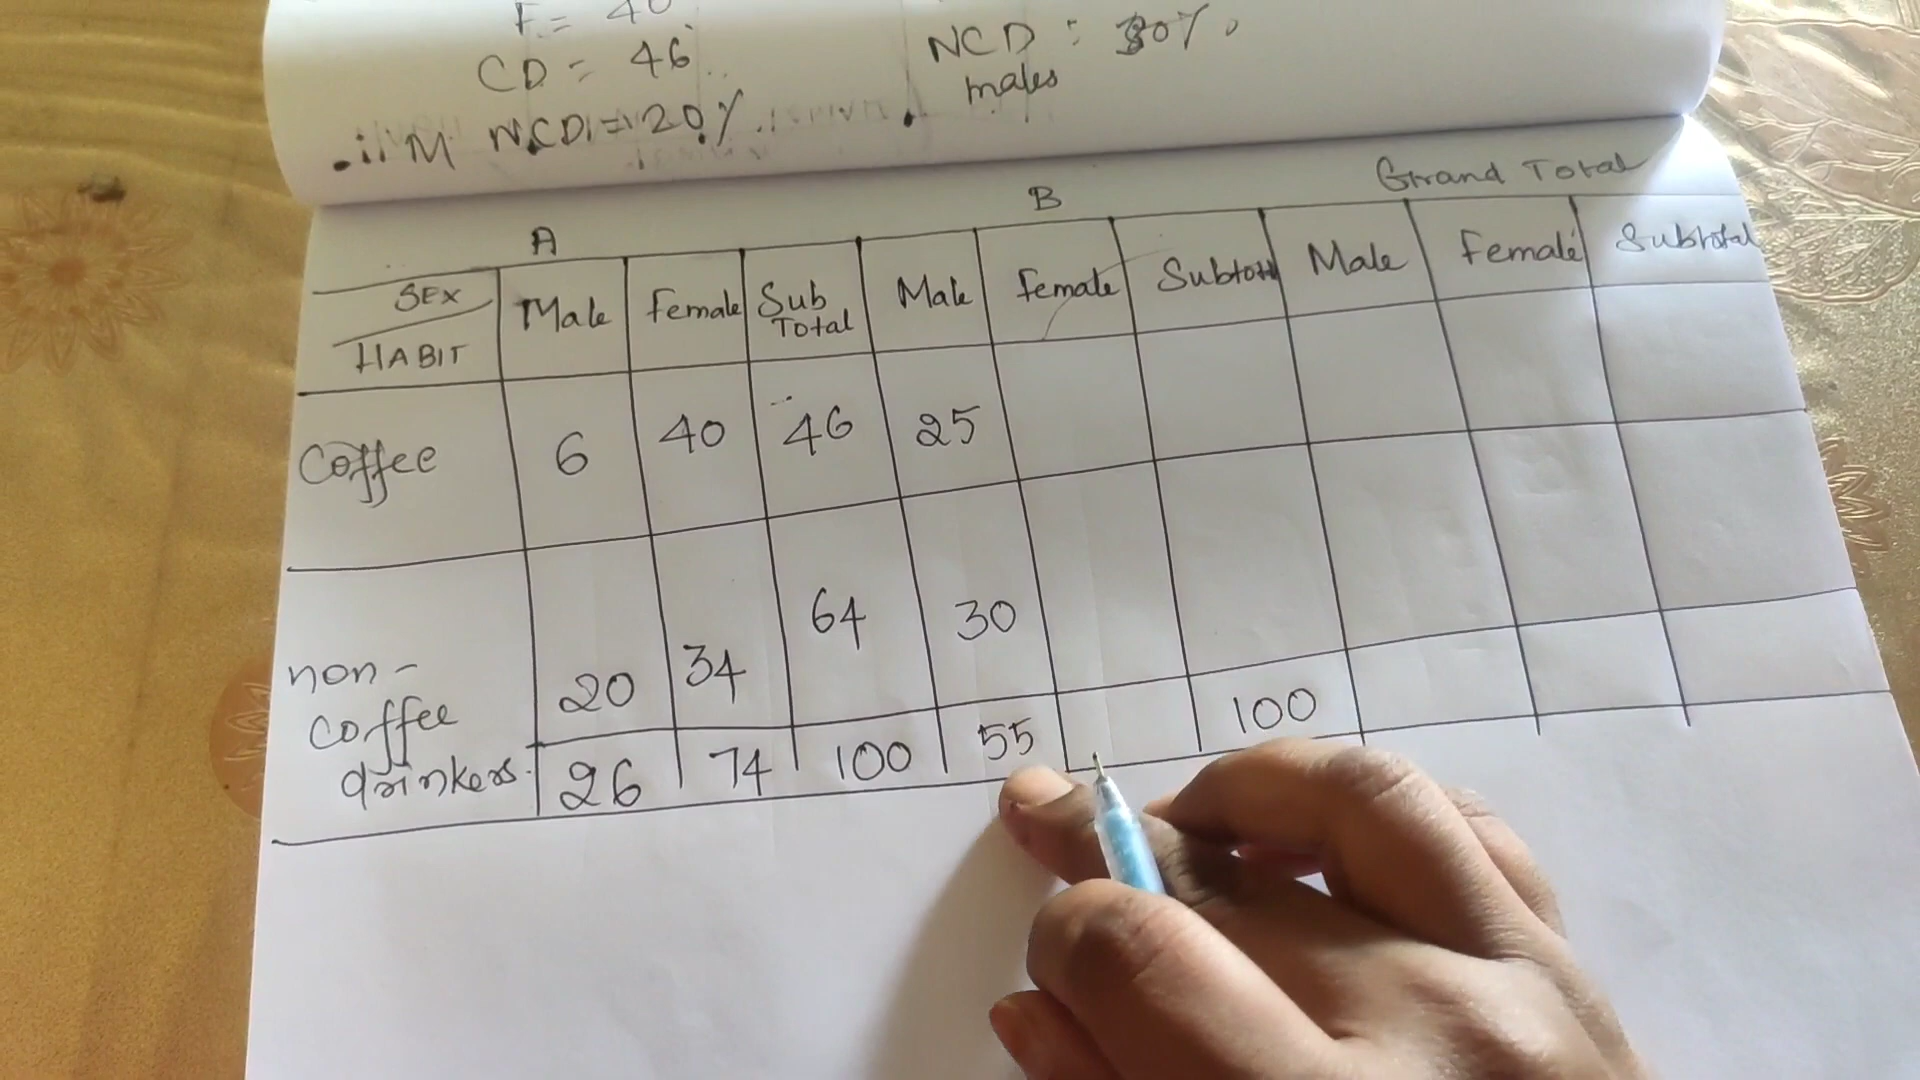 F = 40
CD = 46
M NCD = 20%
NCD : 30%
males
A B Grand Total
SEX Male Female Sub Total Male Female Subtotal Male Female Subtotal
HABIT
Coffee 6 40 46 25
non-coffee drinkers 20 34 64 30
26 74 100 55 100